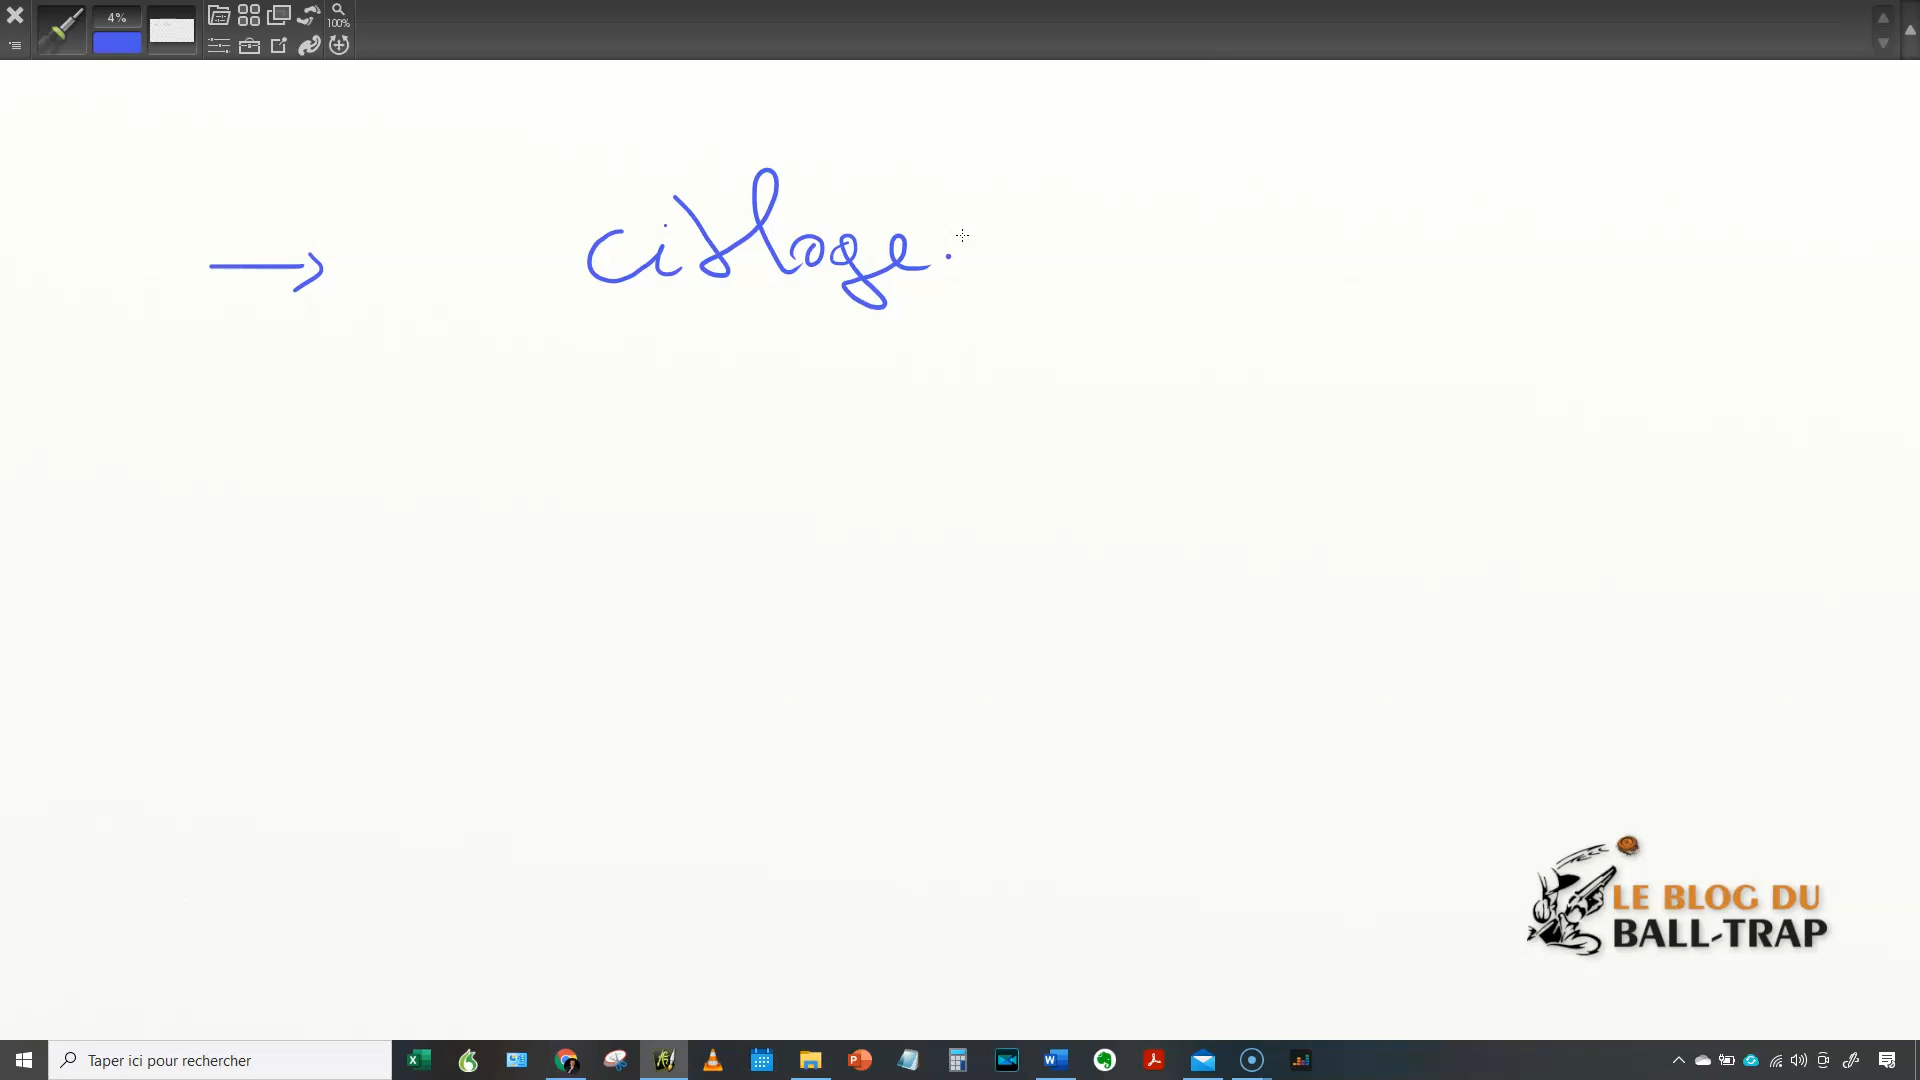 4%
100%
→ ciblage.
LE BLOG DU
BALL-TRAP
Taper ici pour rechercher